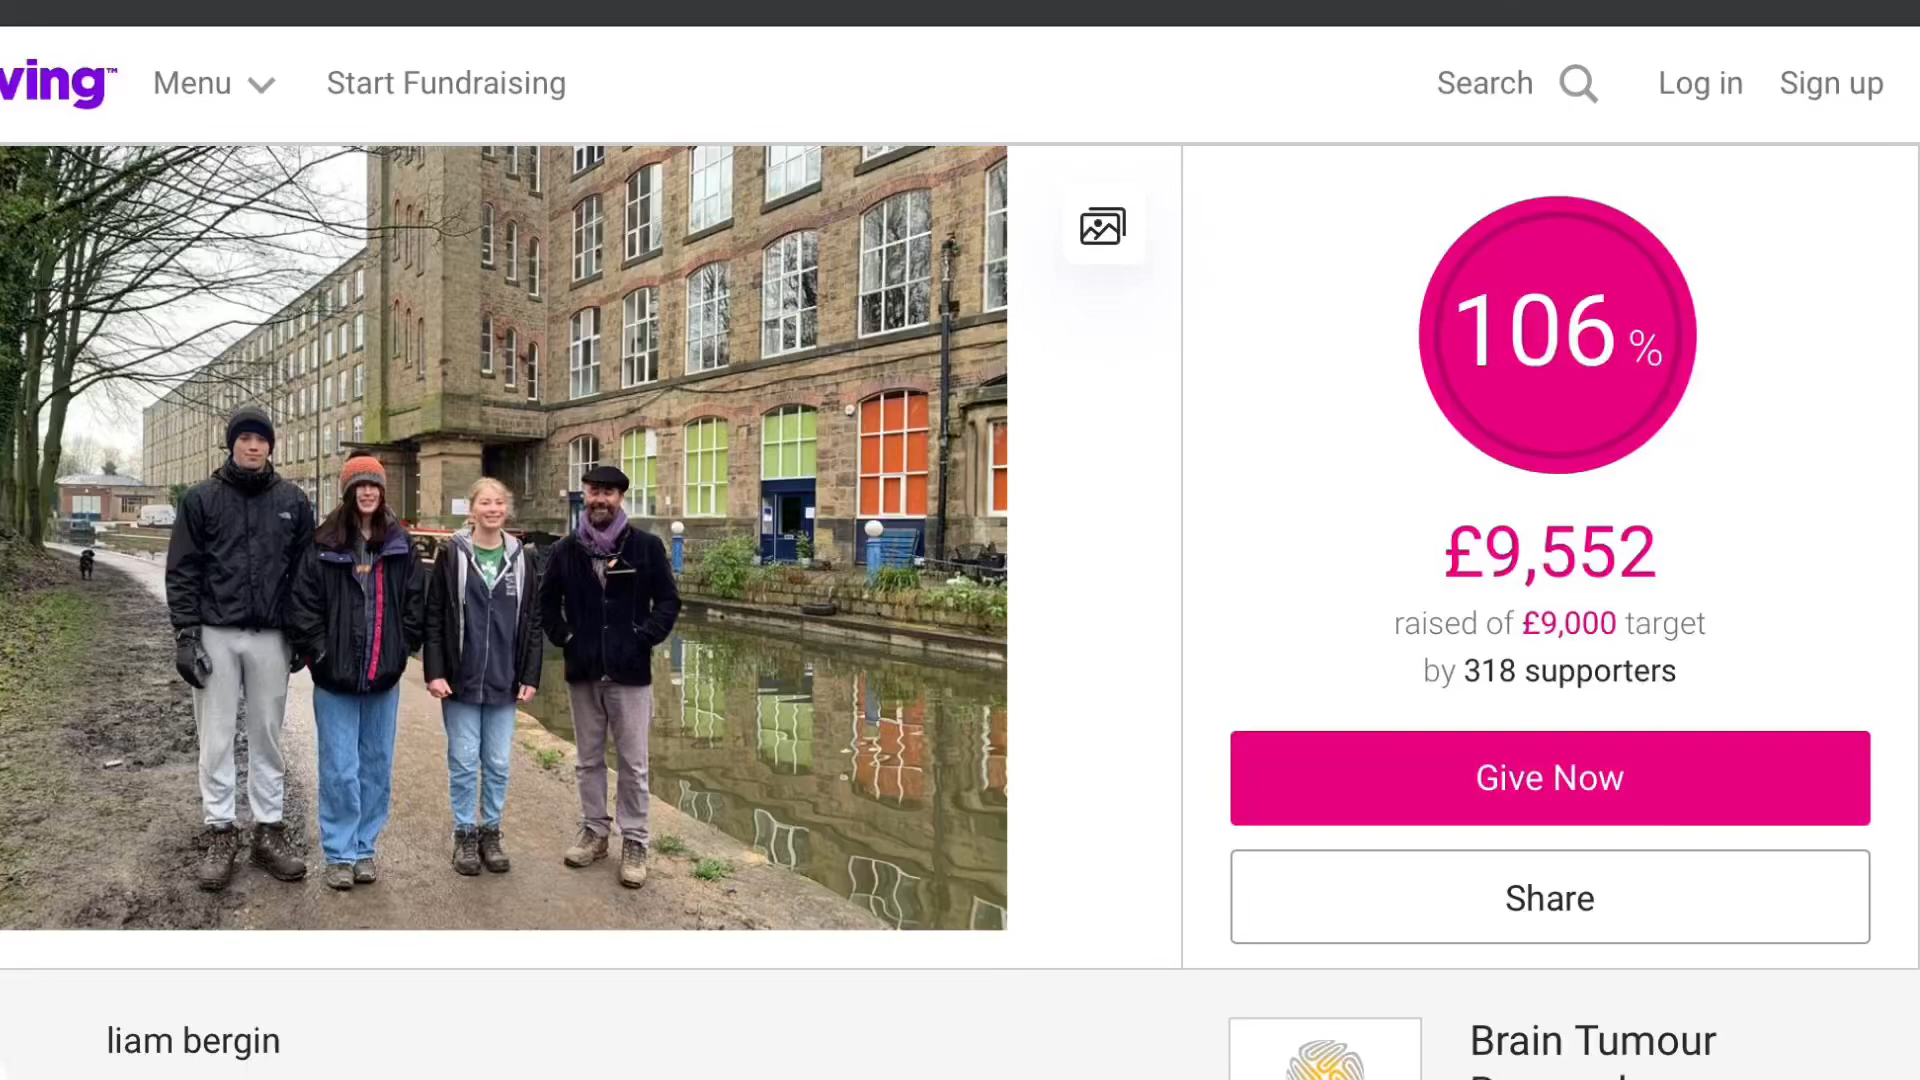 ving™
Menu
Start Fundraising
Search
Log in
Sign up
106 %
£9,552
raised of £9,000 target
by 318 supporters
Give Now
Share
liam bergin
Brain Tumour